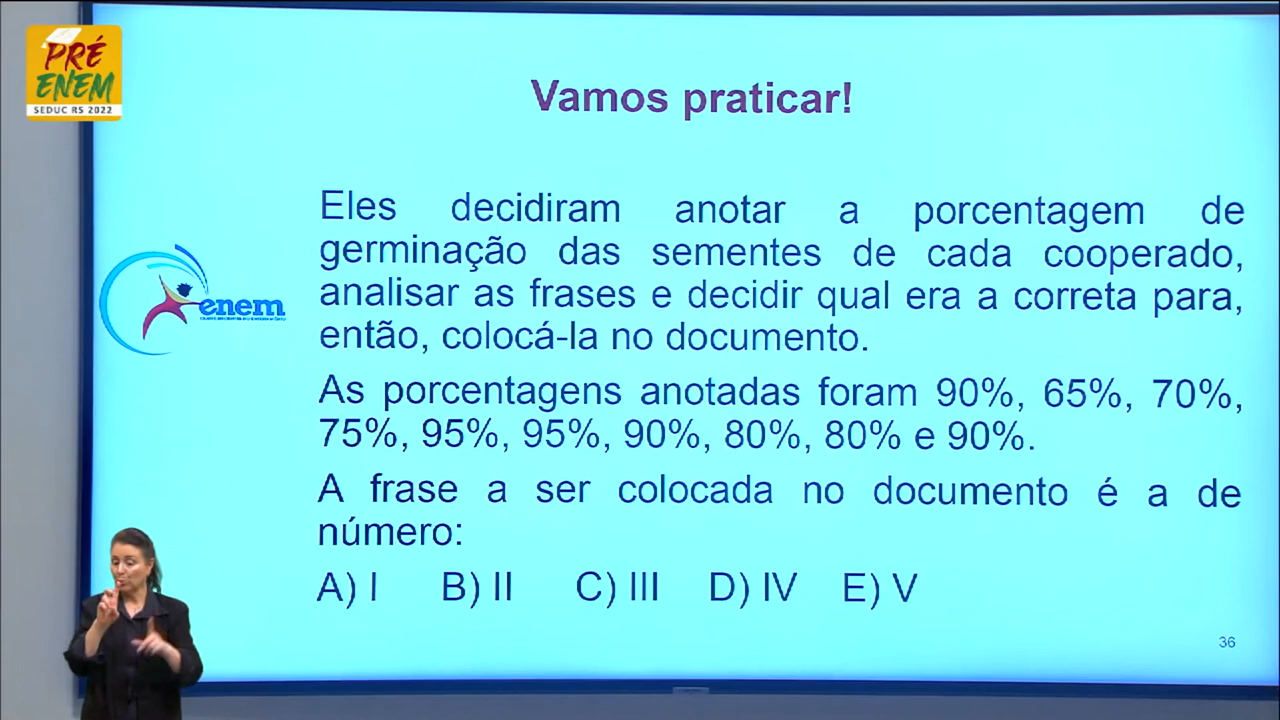 PRÉ
ENEM
SEDUC RS 2022
Vamos praticar!
Eles decidiram anotar a porcentagem de
germinação das sementes de cada cooperado,
analisar as frases e decidir qual era a correta para,
então, colocá-la no documento.
enem
As porcentagens anotadas foram 90%, 65%, 70%,
75%, 95%, 95%, 90%, 80%, 80% e 90%.
A frase a ser colocada no documento é a de
número:
A) I B) II C) III D) IV E) V
36